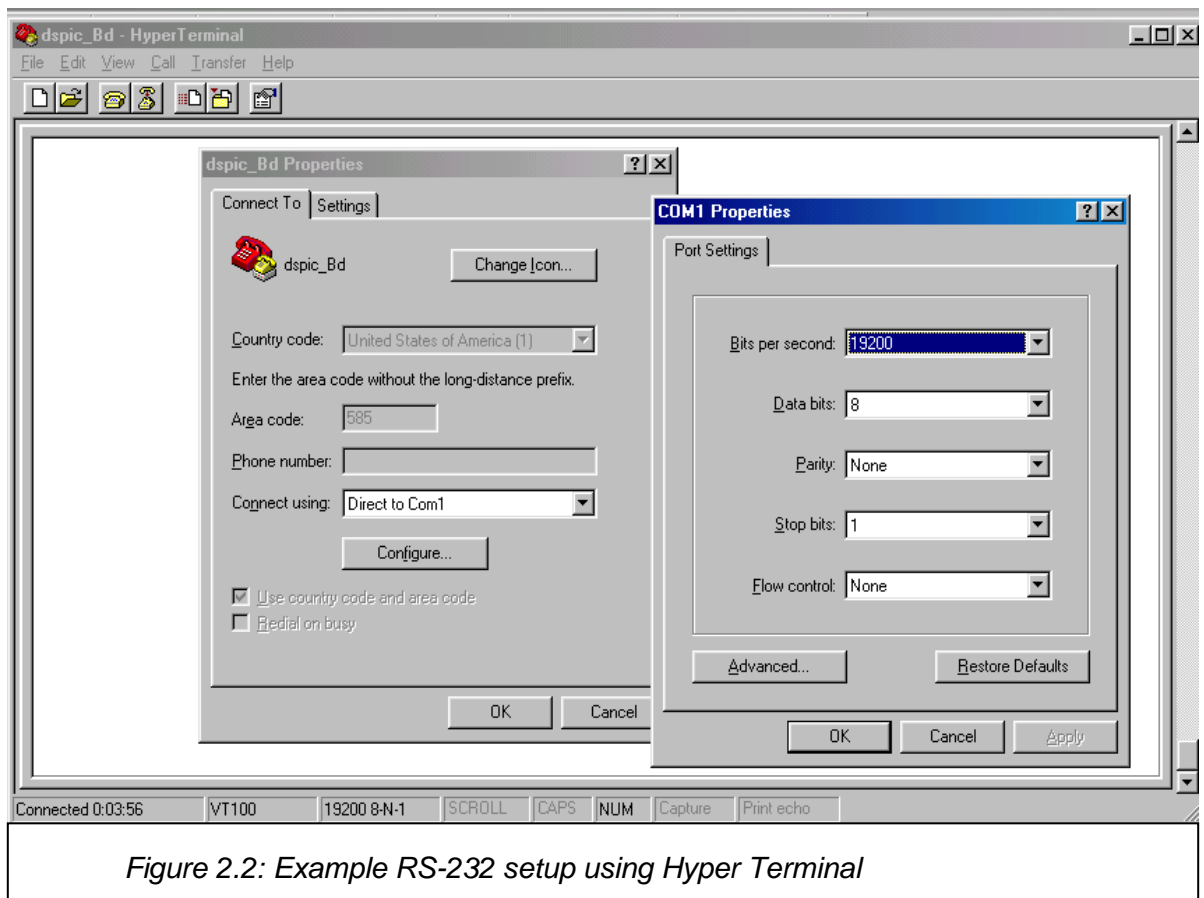 dspic_Bd - HyperTerminal
File Edit View Call Transfer Help
dspic_Bd Properties
Connect To Settings
dspic_Bd
Change Icon...
Country code: United States of America (1)
Enter the area code without the long-distance prefix.
Area code: 585
Phone number:
Connect using: Direct to Com1
Configure...
Use country code and area code
Redial on busy
OK Cancel
COM1 Properties
Port Settings
Bits per second: 19200
Data bits: 8
Parity: None
Stop bits: 1
Flow control: None
Advanced... Restore Defaults
OK Cancel Apply
Connected 0:03:56 VT100 19200 8-N-1 SCROLL CAPS NUM Capture Print echo
Figure 2.2: Example RS-232 setup using Hyper Terminal